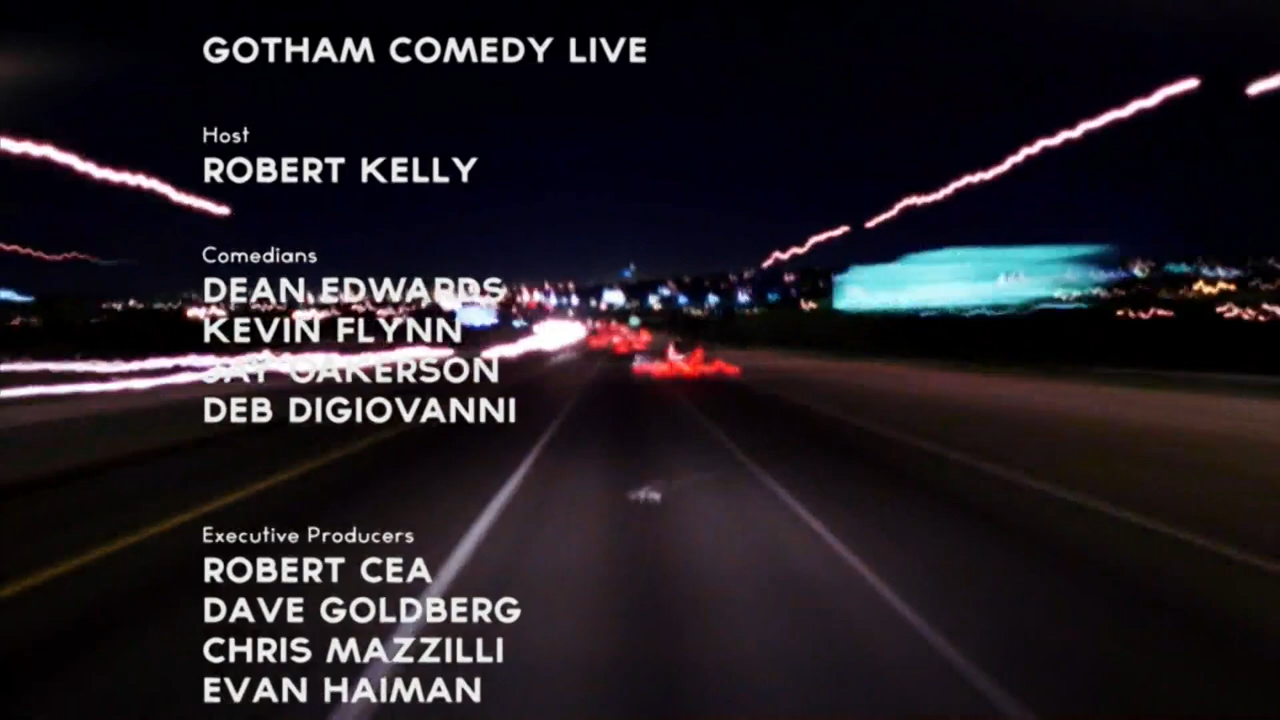 GOTHAM COMEDY LIVE
Host
ROBERT KELLY
Comedians
DEAN EDWARDS
KEVIN FLYNN
JAY OAKERSON
DEB DIGIOVANNI
Executive Producers
ROBERT CEA
DAVE GOLDBERG
CHRIS MAZZILLI
EVAN HAIMAN